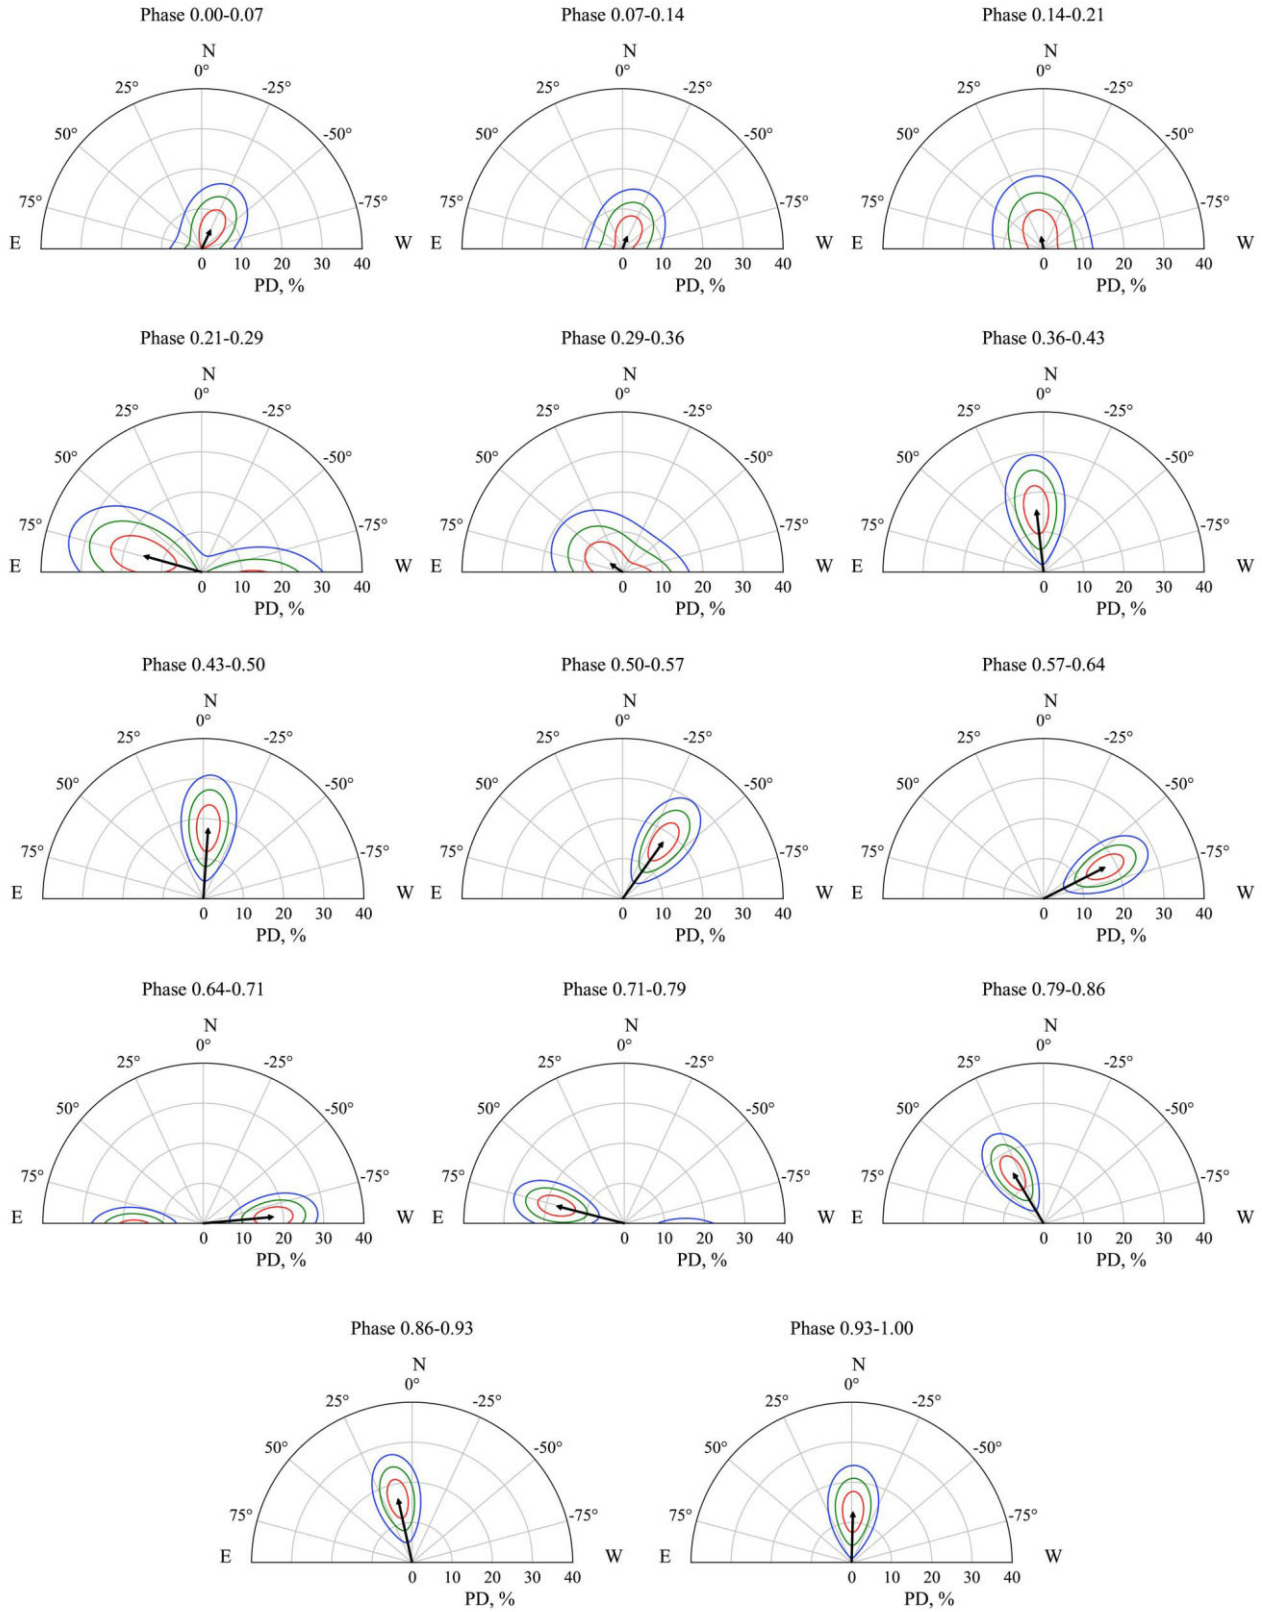 Phase 0.00-0.07 Phase 0.07-0.14 Phase 0.14-0.21
N N N
0° 0° 0°
25° -25° 25° -25° 25° -25°
50° -50° 50° -50° 50° -50°
75° -75° 75° -75° 75° -75°
E W E W E W
0 10 20 30 40 0 10 20 30 40 0 10 20 30 40
PD, % PD, % PD, %
Phase 0.21-0.29 Phase 0.29-0.36 Phase 0.36-0.43
N N N
0° 0° 0°
25° -25° 25° -25° 25° -25°
50° -50° 50° -50° 50° -50°
75° -75° 75° -75° 75° -75°
E W E W E W
0 10 20 30 40 0 10 20 30 40 0 10 20 30 40
PD, % PD, % PD, %
Phase 0.43-0.50 Phase 0.50-0.57 Phase 0.57-0.64
N N N
0° 0° 0°
25° -25° 25° -25° 25° -25°
50° -50° 50° -50° 50° -50°
75° -75° 75° -75° 75° -75°
E W E W E W
0 10 20 30 40 0 10 20 30 40 0 10 20 30 40
PD, % PD, % PD, %
Phase 0.64-0.71 Phase 0.71-0.79 Phase 0.79-0.86
N N N
0° 0° 0°
25° -25° 25° -25° 25° -25°
50° -50° 50° -50° 50° -50°
75° -75° 75° -75° 75° -75°
E W E W E W
0 10 20 30 40 0 10 20 30 40 0 10 20 30 40
PD, % PD, % PD, %
Phase 0.86-0.93 Phase 0.93-1.00
N N
0° 0°
25° -25° 25° -25°
50° -50° 50° -50°
75° -75° 75° -75°
E W E W
0 10 20 30 40 0 10 20 30 40
PD, % PD, %